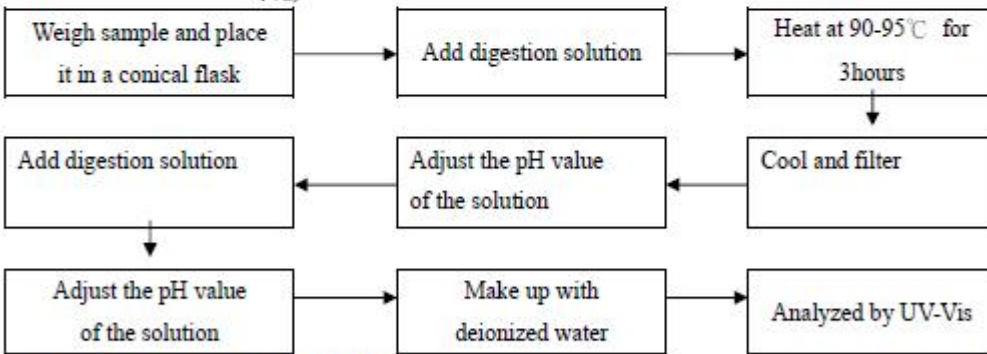 Weigh sample and place
it in a conical flask
Add digestion solution
Heat at 90-95℃ for
3hours
Cool and filter
Adjust the pH value
of the solution
Add digestion solution
Adjust the pH value
of the solution
Make up with
deionized water
Analyzed by UV-Vis